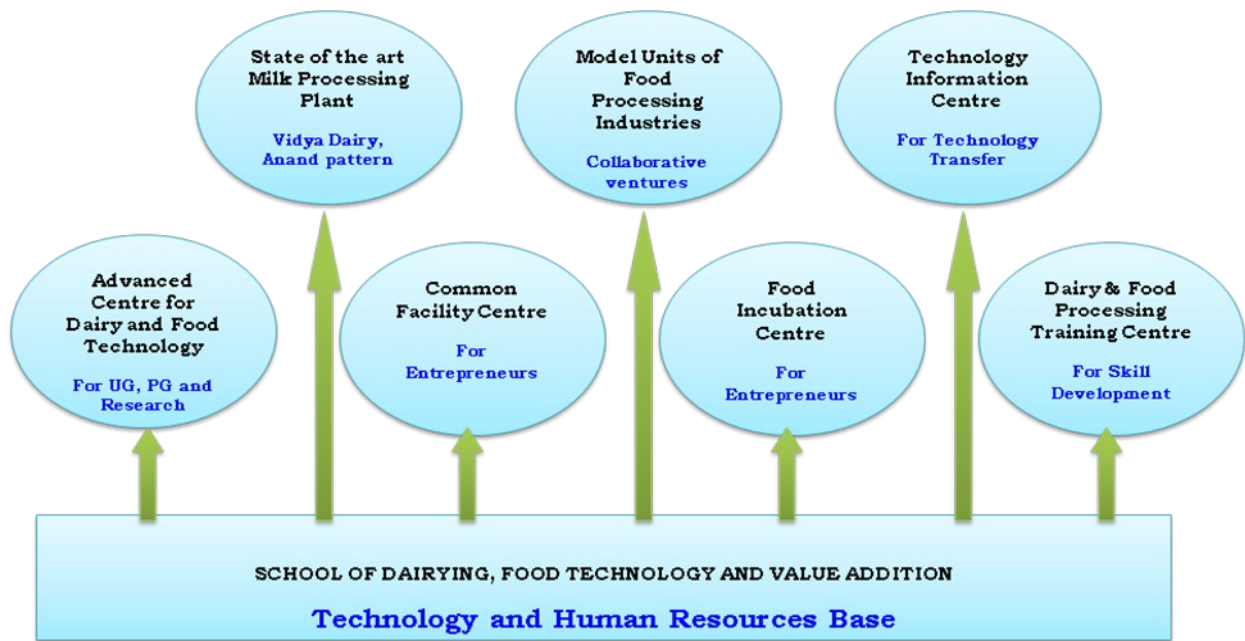 State of the art
Milk Processing
Plant
Vidya Dairy,
Anand pattern
Model Units of
Food
Processing
Industries
Collaborative
ventures
Technology
Information
Centre
For Technology
Transfer
Advanced
Centre for
Dairy and Food
Technology
For UG, PG and
Research
Common
Facility Centre
For
Entrepreneurs
Food
Incubation
Centre
For
Entrepreneurs
Dairy & Food
Processing
Training Centre
For Skill
Development
SCHOOL OF DAIRYING, FOOD TECHNOLOGY AND VALUE ADDITION
Technology and Human Resources Base